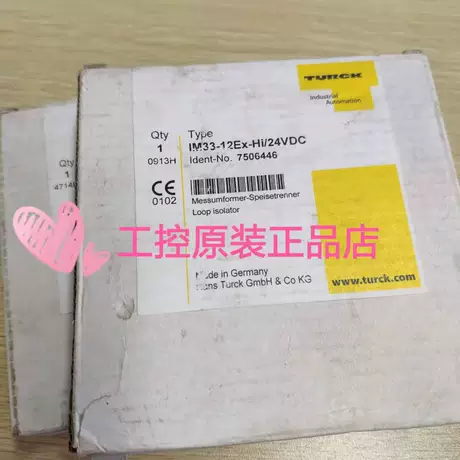 TURCK
Industrial
Automation
Qty
Type
1
IM33-12Ex-Hi/24VDC
0913H
Ident-No. 7506446
CE
0102
Messumformer-Speisetrenner
Loop isolator
工控原装正品店
Made in Germany
Hans Turck GmbH & Co KG
www.turck.com
Qty
1